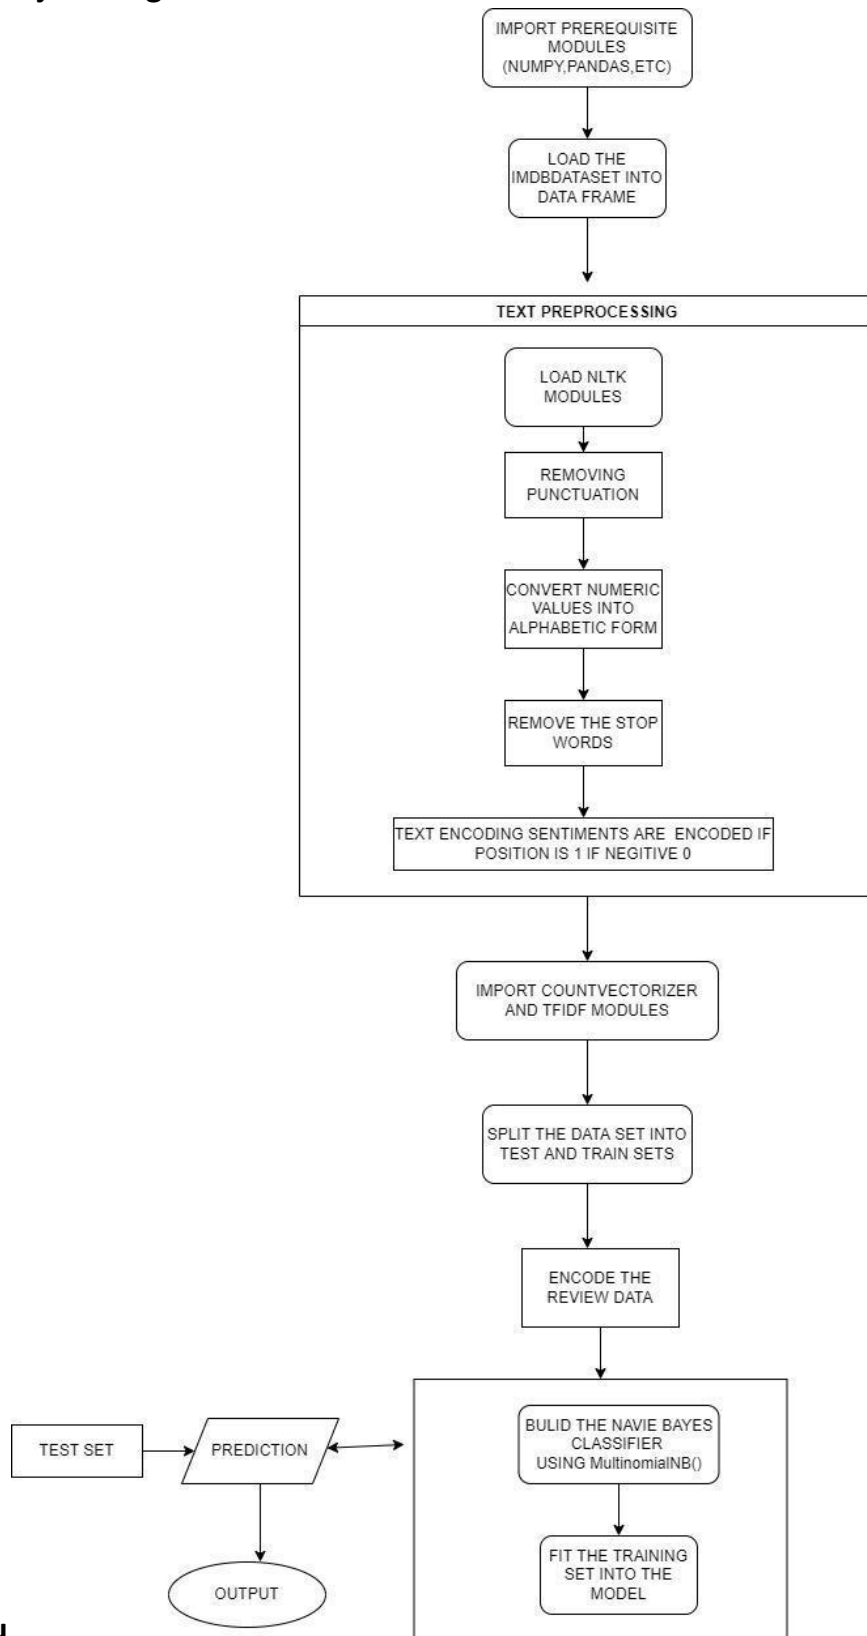 IMPORT PREREQUISITE
MODULES
(NUMPY,PANDAS,ETC)
LOAD THE
IMDBDATASET INTO
DATA FRAME
TEXT PREPROCESSING
LOAD NLTK
MODULES
REMOVING
PUNCTUATION
CONVERT NUMERIC
VALUES INTO
ALPHABETIC FORM
REMOVE THE STOP
WORDS
TEXT ENCODING SENTIMENTS ARE ENCODED IF
POSITION IS 1 IF NEGITIVE 0
IMPORT COUNTVECTORIZER
AND TFIDF MODULES
SPLIT THE DATA SET INTO
TEST AND TRAIN SETS
ENCODE THE
REVIEW DATA
TEST SET
PREDICTION
BULID THE NAVIE BAYES
CLASSIFIER
USING MultinomialNB()
FIT THE TRAINING
SET INTO THE
MODEL
OUTPUT